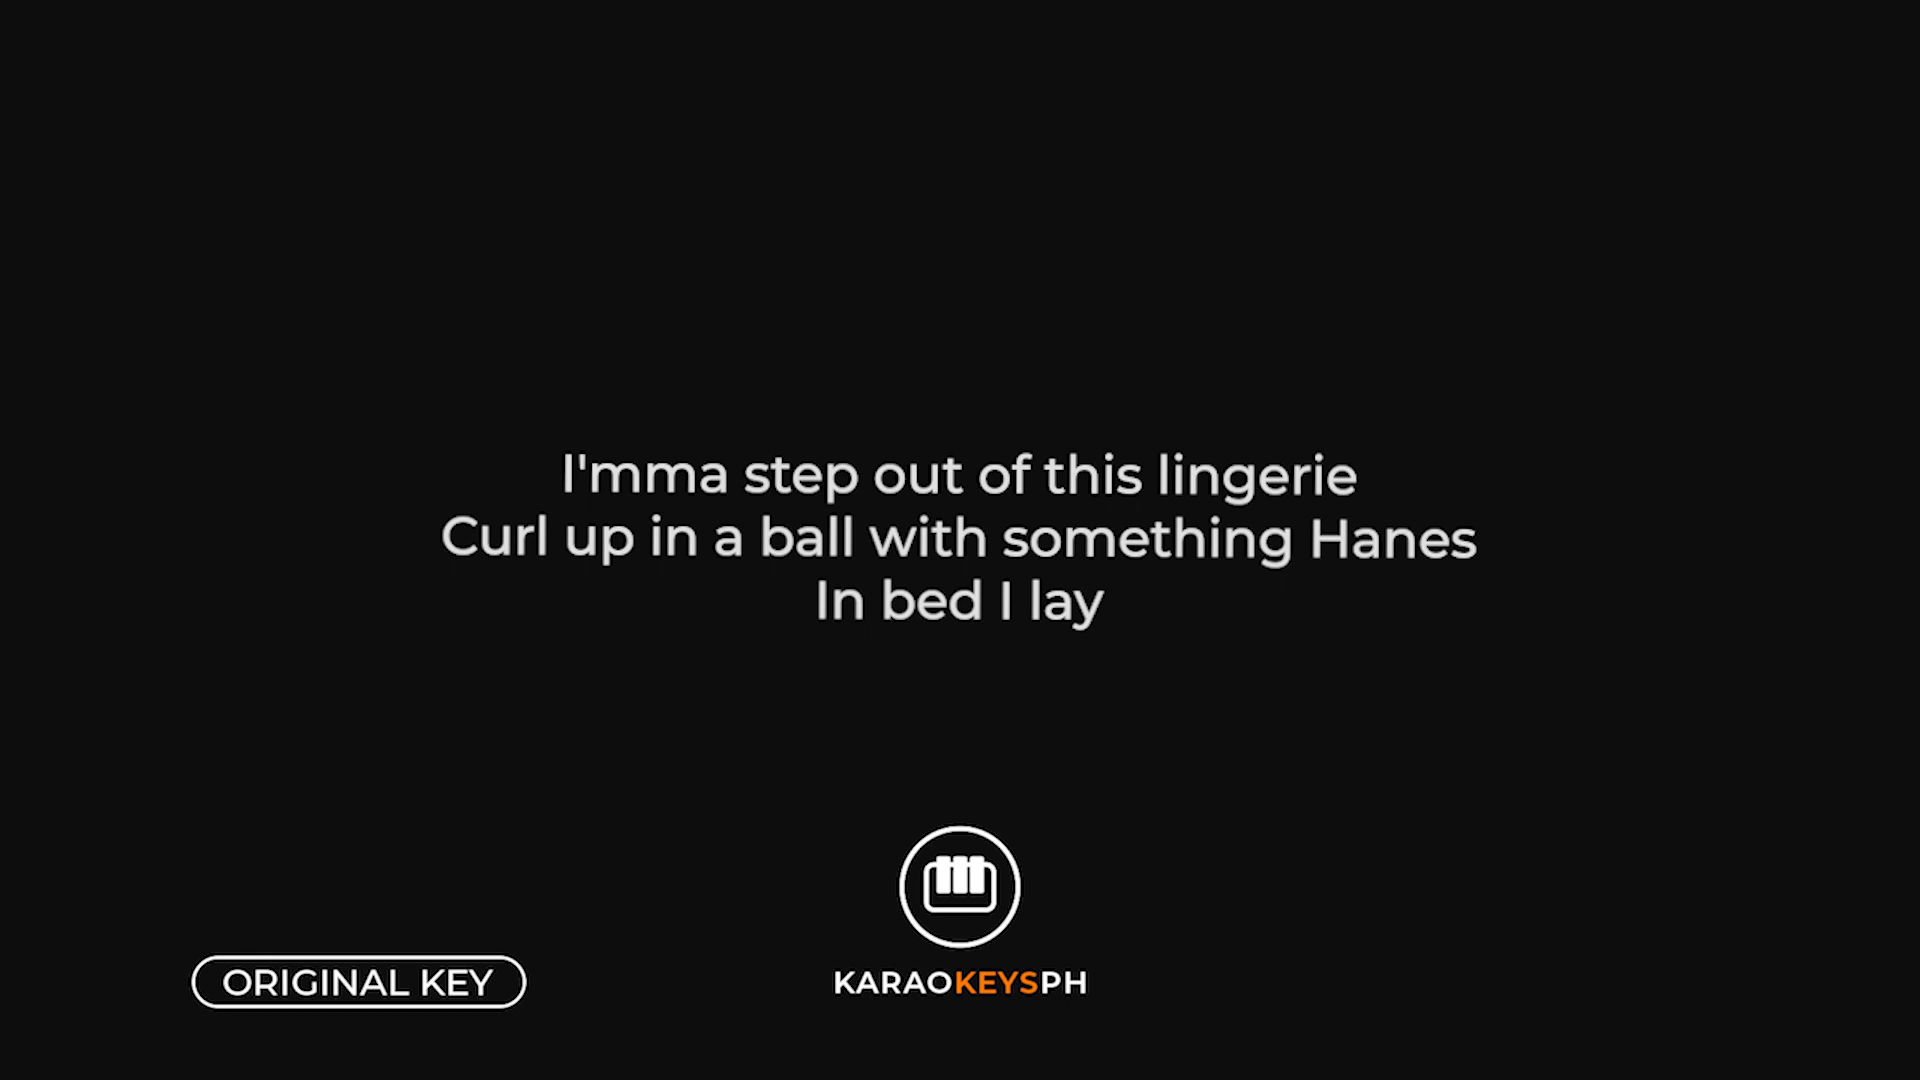 I'mma step out of this lingerie
Curl up in a ball with something Hanes
In bed I lay
ORIGINAL KEY
KARAOKEYSPH